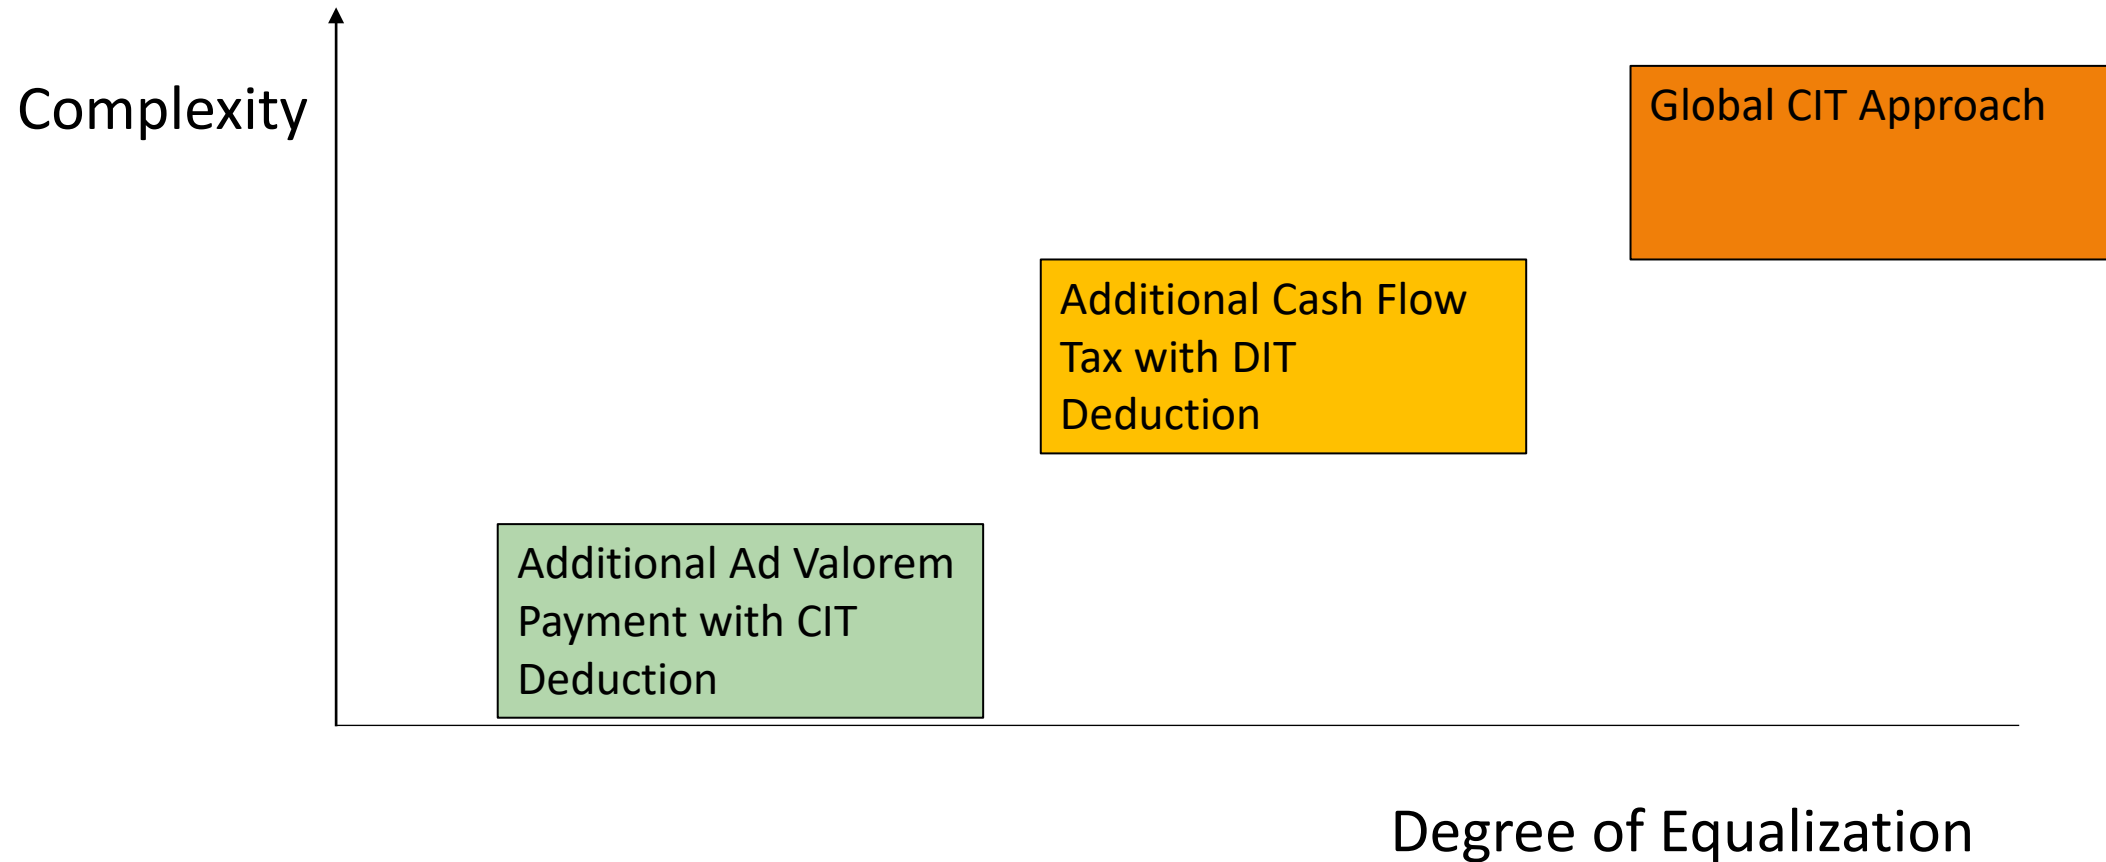 Complexity
Global CIT Approach
Additional Cash Flow
Tax with DIT
Deduction
Additional Ad Valorem
Payment with CIT
Deduction
Degree of Equalization